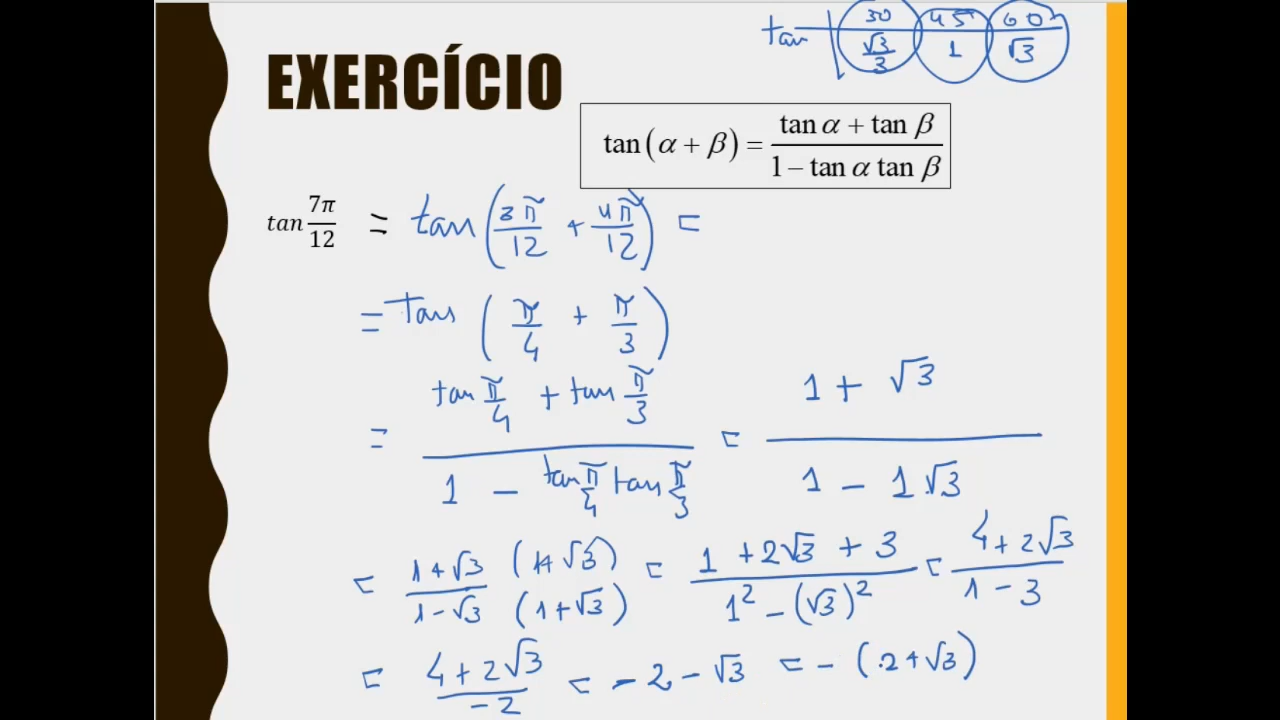 tan 30 45 60
√3/3 1 √3
EXERCÍCIO
tan(α + β) = (tan α + tan β)/(1 – tan α tan β)
tan 7π/12 = tan(3π/12 + 4π/12) =
= tan(π/4 + π/3)
= (tan π/4 + tan π/3)/(1 - tan π/4 tan π/3) = (1 + √3)/(1 - 1√3)
= (1+√3)/(1-√3) (1+√3)/(1+√3) = (1 + 2√3 + 3)/(1² - (√3)²) = (4 + 2√3)/(1 - 3)
= (4 + 2√3)/(-2) = -2 - √3 = -(2+√3)